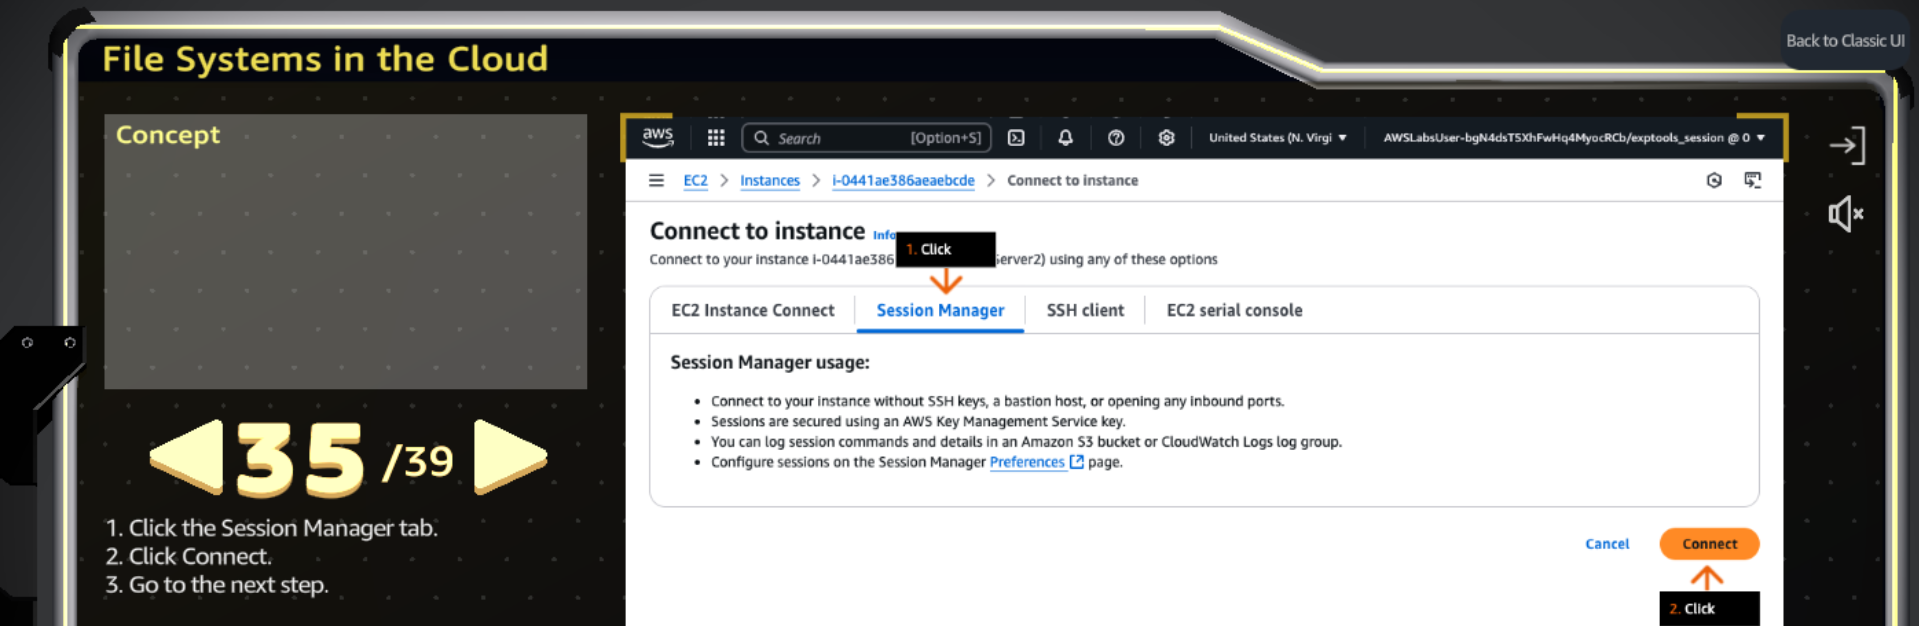 Back to Classic UI
File Systems in the Cloud
Concept
35 /39
1. Click the Session Manager tab.
2. Click Connect.
3. Go to the next step.
aws Search [Option+S] United States (N. Virgi AWSLabsUser-bgN4dsT5XhFwHq4MyocRCb/exptools_session @ 0
EC2 > Instances > i-0441ae386aeaebcde > Connect to instance
Connect to instance Info
1. Click
Connect to your instance i-0441ae386 Server2) using any of these options
EC2 Instance Connect Session Manager SSH client EC2 serial console
Session Manager usage:
• Connect to your instance without SSH keys, a bastion host, or opening any inbound ports.
• Sessions are secured using an AWS Key Management Service key.
• You can log session commands and details in an Amazon S3 bucket or CloudWatch Logs log group.
• Configure sessions on the Session Manager Preferences page.
Cancel Connect
2. Click